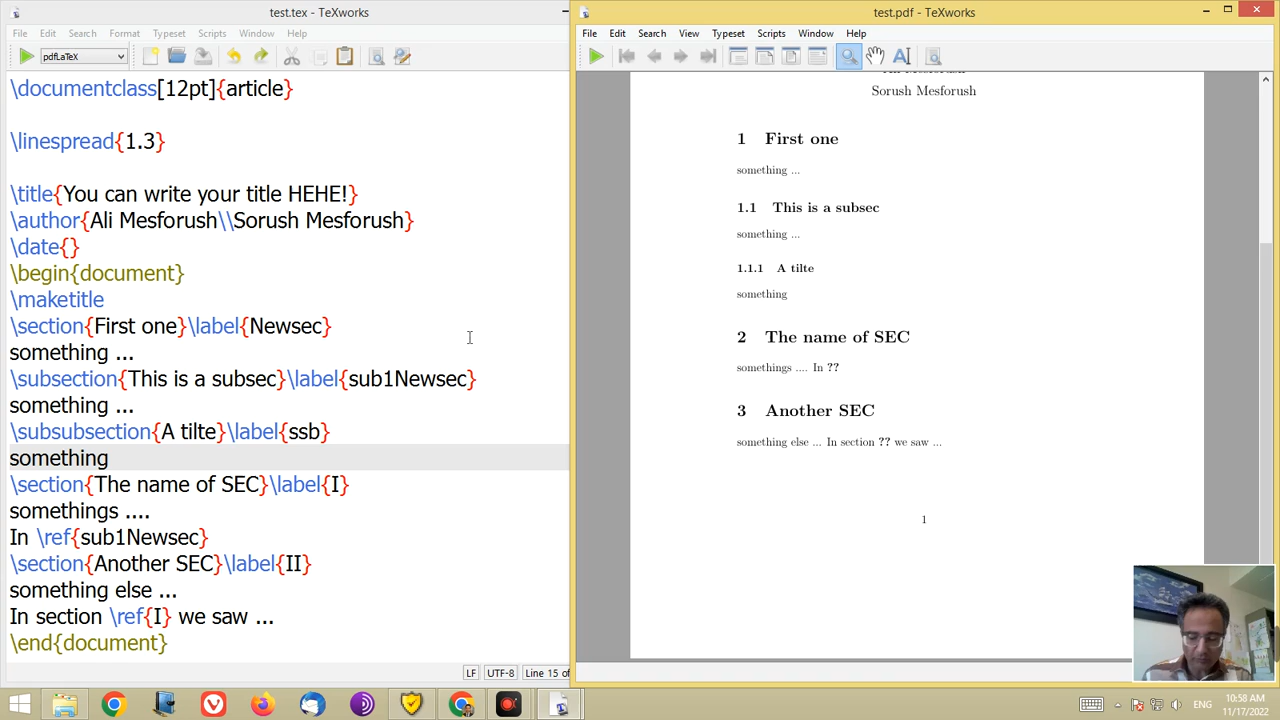 test.tex - TeXworks
File Edit Search Format Typeset Scripts Window Help
pdfLaTeX
\documentclass[12pt]{article}
\linespread{1.3}
\title{You can write your title HEHE!}
\author{Ali Mesforush\\Sorush Mesforush}
\date{}
\begin{document}
\maketitle
\section{First one}\label{Newsec}
something ...
\subsection{This is a subsec}\label{sub1Newsec}
something ...
\subsubsection{A tilte}\label{ssb}
something
\section{The name of SEC}\label{I}
somethings ....
In \ref{sub1Newsec}
\section{Another SEC}\label{II}
something else ...
In section \ref{I} we saw ...
\end{document}
LF UTF-8 Line 15 of
test.pdf - TeXworks
File Edit Search View Typeset Scripts Window Help
Sorush Mesforush
1 First one
something ...
1.1 This is a subsec
something ...
1.1.1 A tilte
something
2 The name of SEC
somethings .... In ??
3 Another SEC
something else ... In section ?? we saw ...
1
ENG
10:58 AM
11/17/2022